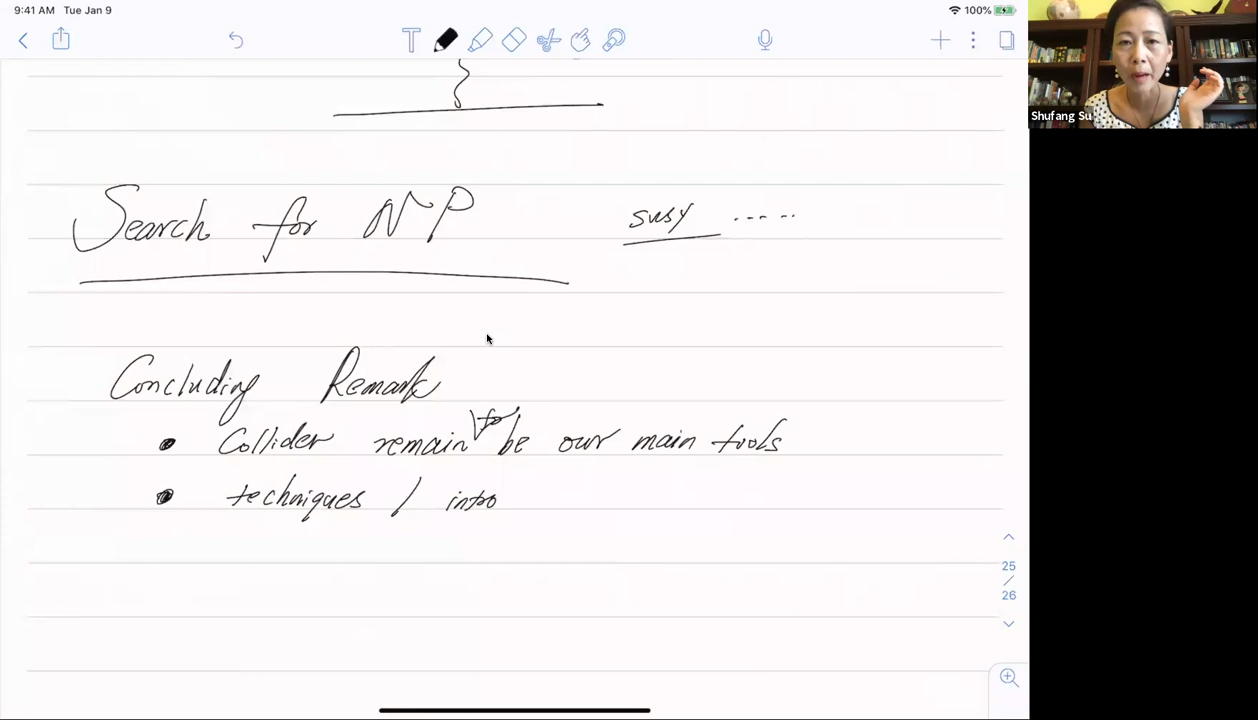 9:41 AM Tue Jan 9
100%
Shufang Su
Search for NP
susy .....
Concluding Remark
• Collider remain to be our main tools
• techniques / intro
25
/
26